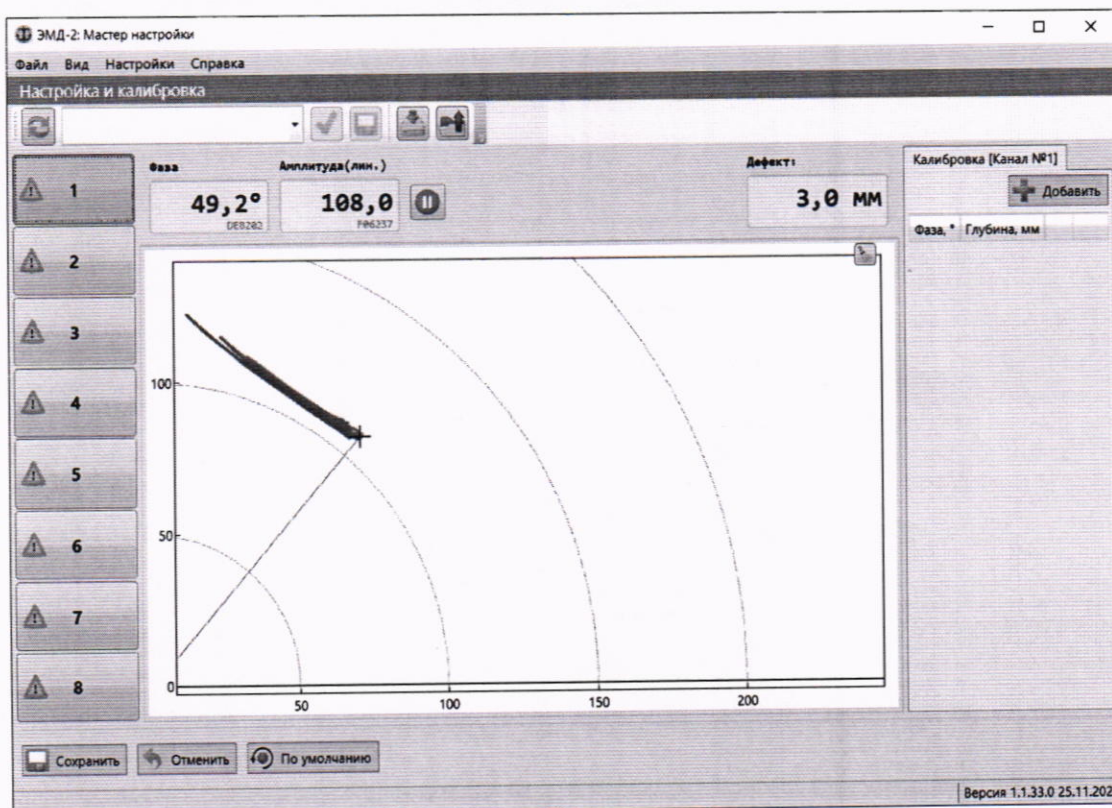 ЭМД-2: Мастер настройки
Файл Вид Настройки Справка
Настройка и калибровка
Фаза Амплитуда(лин.) Дефект:
49,2° 108,0 3,0 мм
Калибровка [Канал №1]
Добавить
Фаза, ° Глубина, мм
1
2
3
4
5
6
7
8
100
50
0
50 100 150 200
Сохранить Отменить По умолчанию
Версия 1.1.33.0 25.11.202